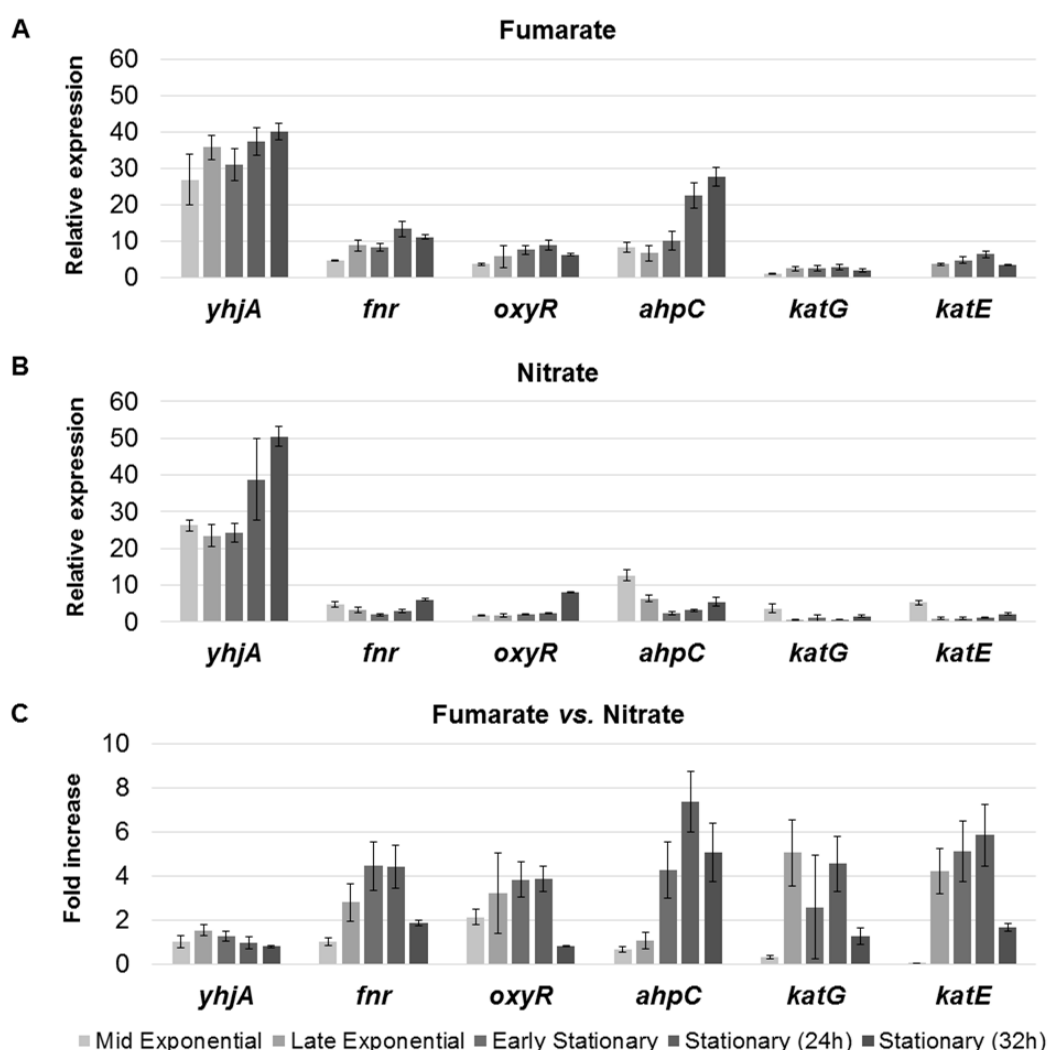 A
Fumarate
Relative expression
60
50
40
30
20
10
0
yhjA fnr oxyR ahpC katG katE
B
Nitrate
Relative expression
60
50
40
30
20
10
0
yhjA fnr oxyR ahpC katG katE
C
Fumarate vs. Nitrate
Fold increase
10
8
6
4
2
0
yhjA fnr oxyR ahpC katG katE
Mid Exponential Late Exponential Early Stationary Stationary (24h) Stationary (32h)